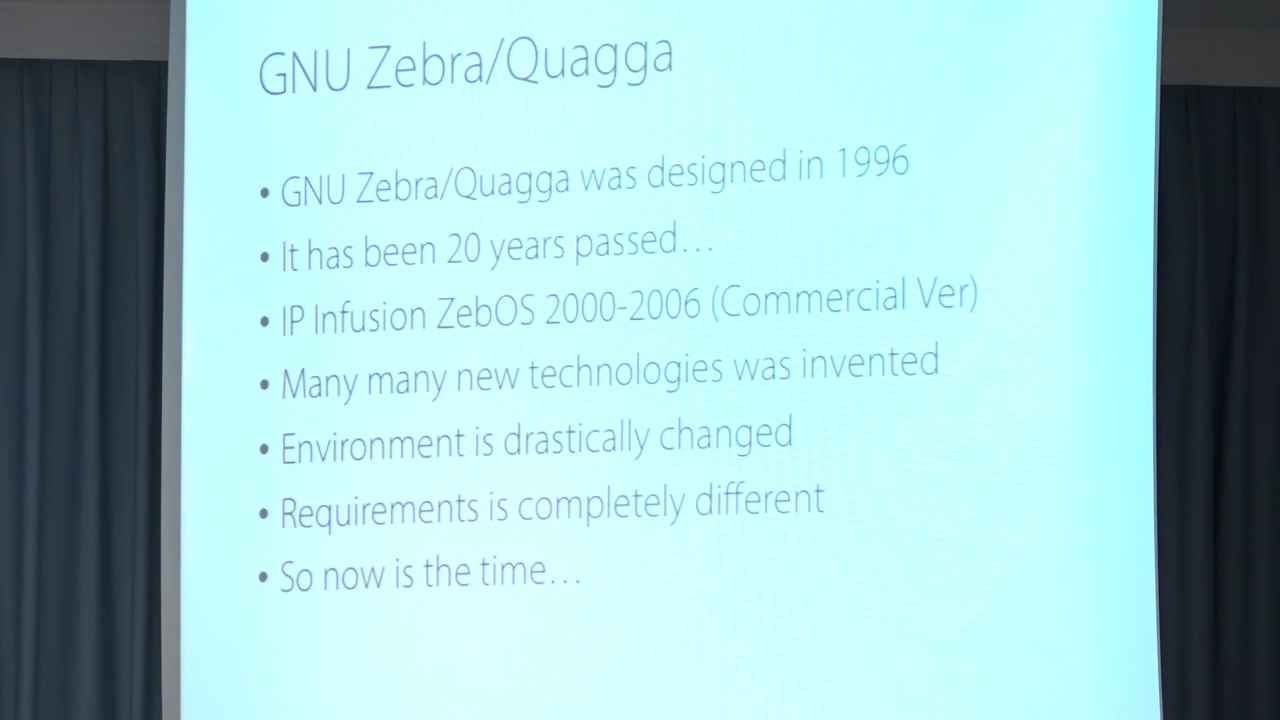 GNU Zebra/Quagga
• GNU Zebra/Quagga was designed in 1996
• It has been 20 years passed…
• IP Infusion ZebOS 2000-2006 (Commercial Ver)
• Many many new technologies was invented
• Environment is drastically changed
• Requirements is completely different
• So now is the time…